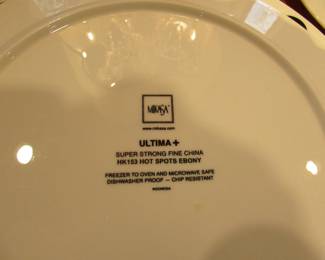 MIKASA
www.mikasa.com
ULTIMA+
SUPER STRONG FINE CHINA
HK153 HOT SPOTS EBONY
FREEZER TO OVEN AND MICROWAVE SAFE
DISHWASHER PROOF – CHIP RESISTANT
INDONESIA